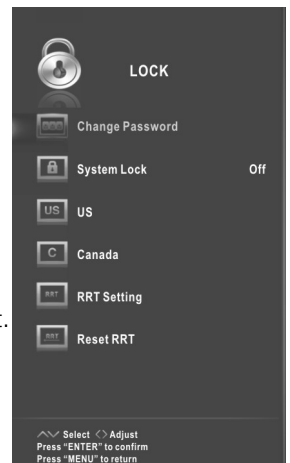 LOCK
000 Change Password
System Lock Off
US US
C Canada
RRT RRT Setting
RRT Reset RRT
t.
Select Adjust
Press “ENTER” to confirm
Press “MENU” to return